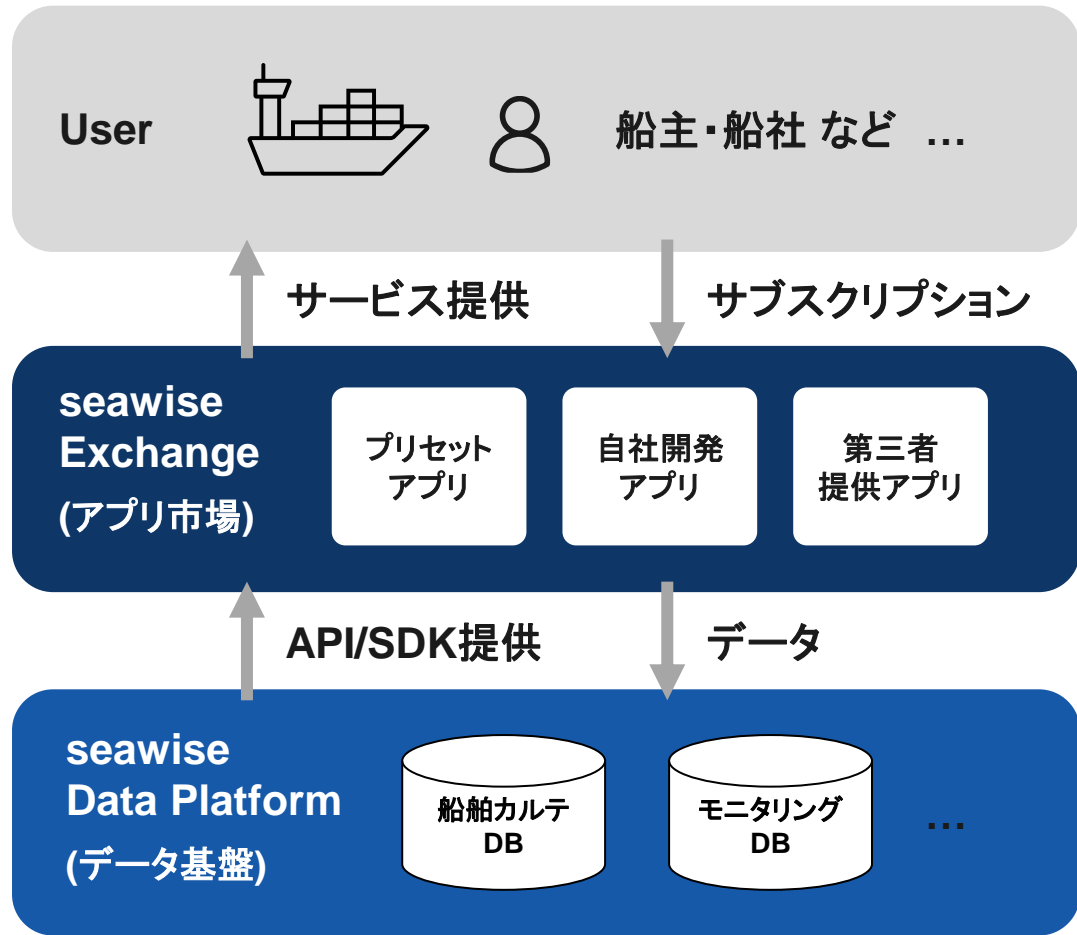 User
船主・船社 など …
サービス提供
サブスクリプション
seawise
Exchange
(アプリ市場)
プリセット
アプリ
自社開発
アプリ
第三者
提供アプリ
API/SDK提供
データ
seawise
Data Platform
(データ基盤)
船舶カルテ
DB
モニタリング
DB
…